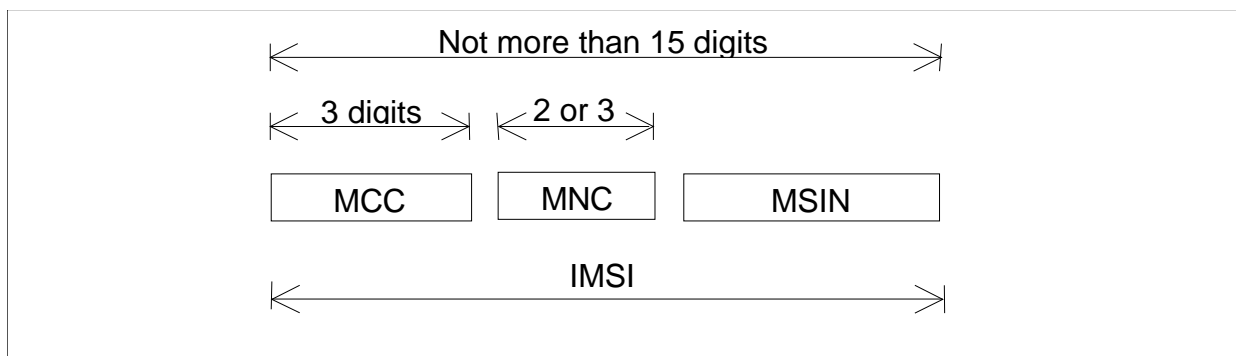 Not more than 15 digits
3 digits 2 or 3
MCC MNC MSIN
IMSI